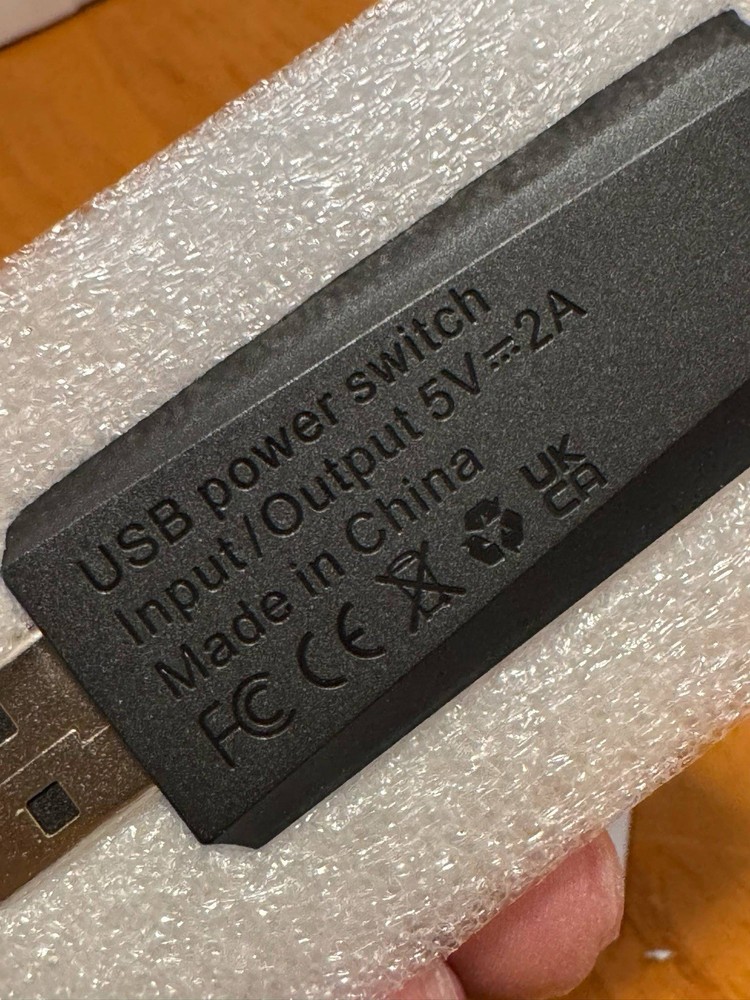 USB power switch
Input/Output 5V⎓2A
Made in China
FC CE UK CA